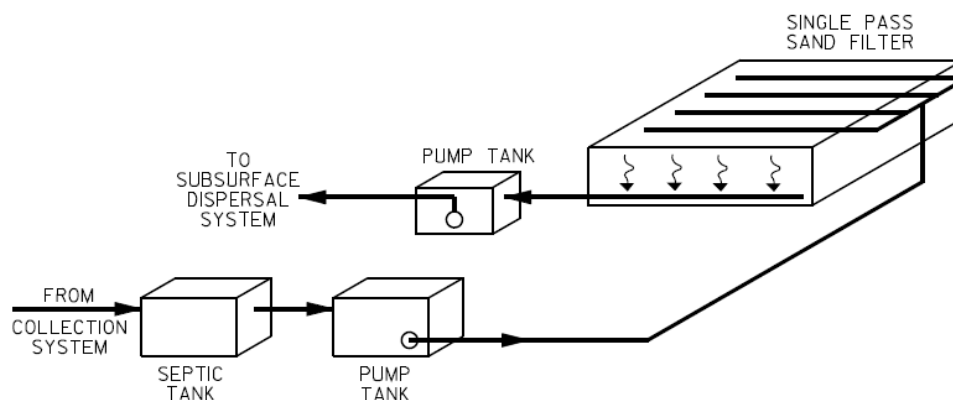 SINGLE PASS
SAND FILTER
PUMP TANK
TO
SUBSURFACE
DISPERSAL
SYSTEM
FROM
COLLECTION
SYSTEM
SEPTIC
TANK
PUMP
TANK